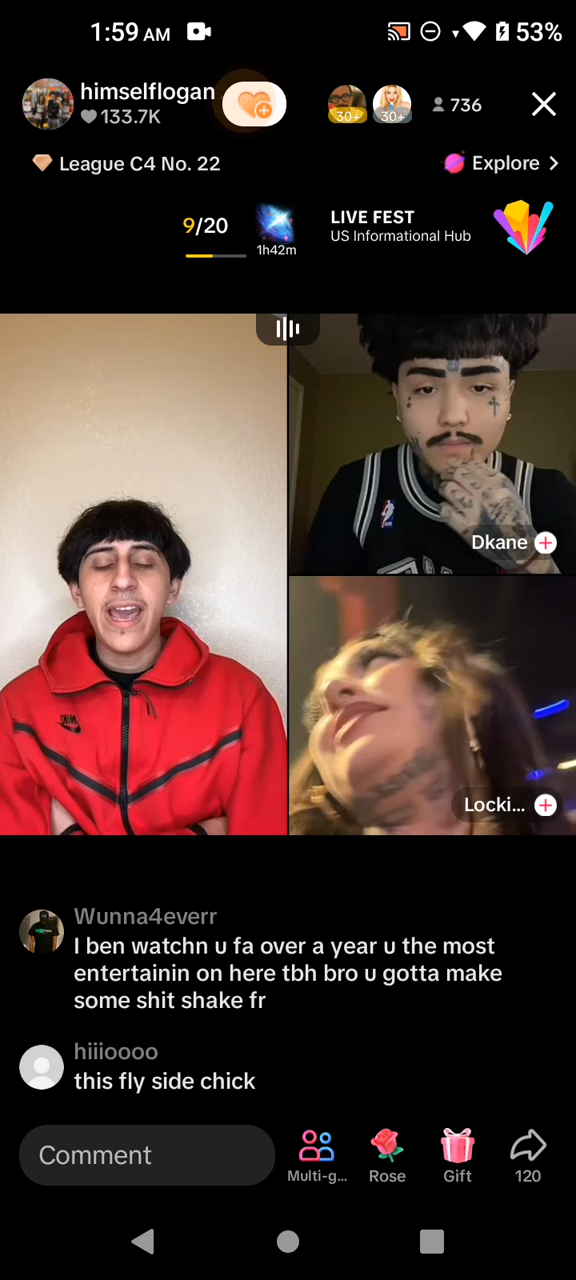 1:59 AM
53%
himselflogan
133.7K
30+
30+
736
League C4 No. 22
Explore >
9/20
1h42m
LIVE FEST
US Informational Hub
Dkane
Locki...
Wunna4everr
I ben watchn u fa over a year u the most
entertainin on here tbh bro u gotta make
some shit shake fr
hiiioooo
this fly side chick
Comment
Multi-g...
Rose
Gift
120